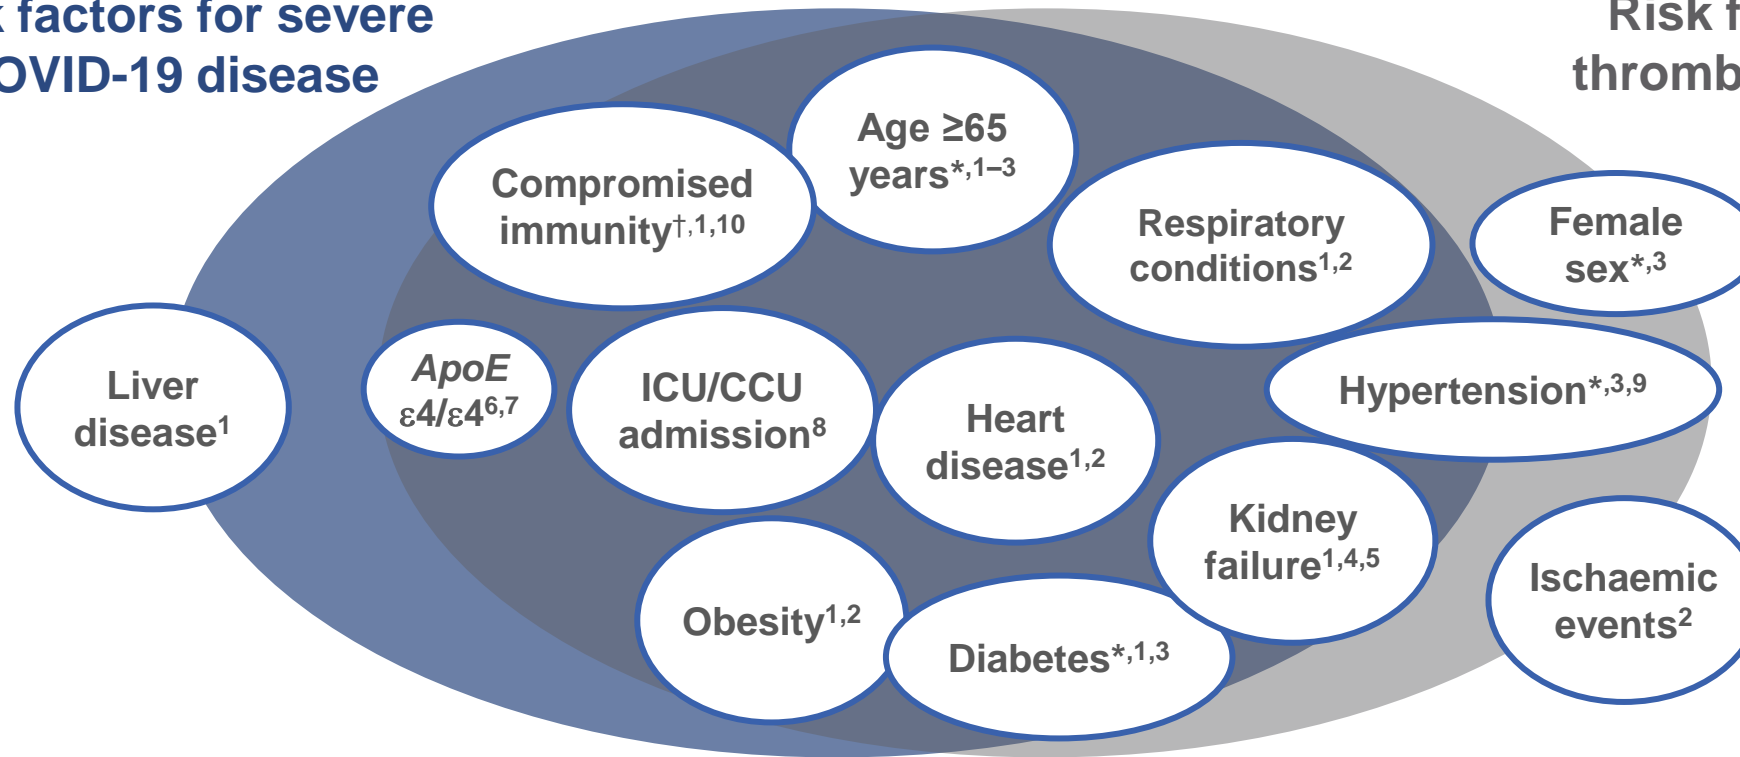 factors for severe
OVID-19 disease
Risk f
thromb
Age ≥65
years*,1–3
Compromised
immunity†,1,10
Respiratory
conditions1,2
Female
sex*,3
Liver
disease1
ApoE
ε4/ε46,7
ICU/CCU
admission8
Heart
disease1,2
Hypertension*,3,9
Kidney
failure1,4,5
Ischaemic
events2
Obesity1,2
Diabetes*,1,3